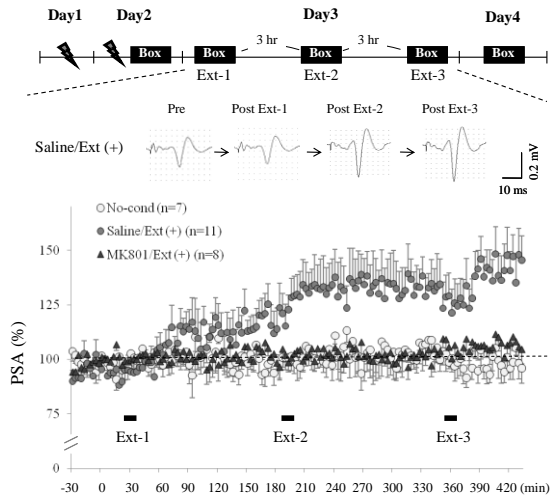 Day1 Day2 Day3 Day4
3 hr 3 hr
Box Box Box Box Box
Ext-1 Ext-2 Ext-3
Pre Post Ext-1 Post Ext-2 Post Ext-3
Saline/Ext (+)
0.2 mV
10 ms
No-cond (n=7)
Saline/Ext (+) (n=11)
MK801/Ext (+) (n=8)
PSA (%)
150
125
100
75
0
Ext-1 Ext-2 Ext-3
-30 0 30 60 90 120 150 180 210 240 270 300 330 360 390 420 (min)